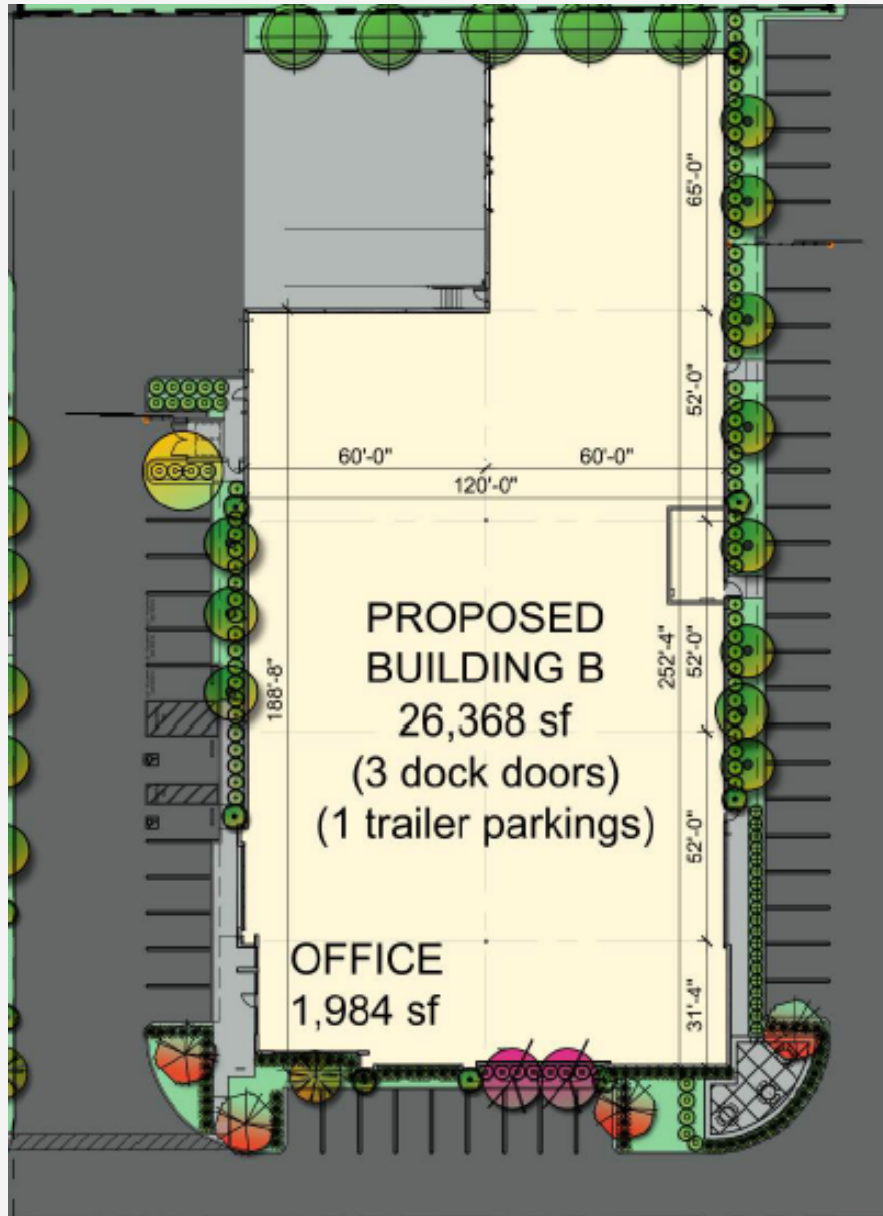 65'-0"
52'-0"
60'-0"
60'-0"
120'-0"
PROPOSED
BUILDING B
26,368 sf
(3 dock doors)
(1 trailer parkings)
188'-8"
252'-4"
52'-0"
52'-0"
OFFICE
1,984 sf
31'-4"